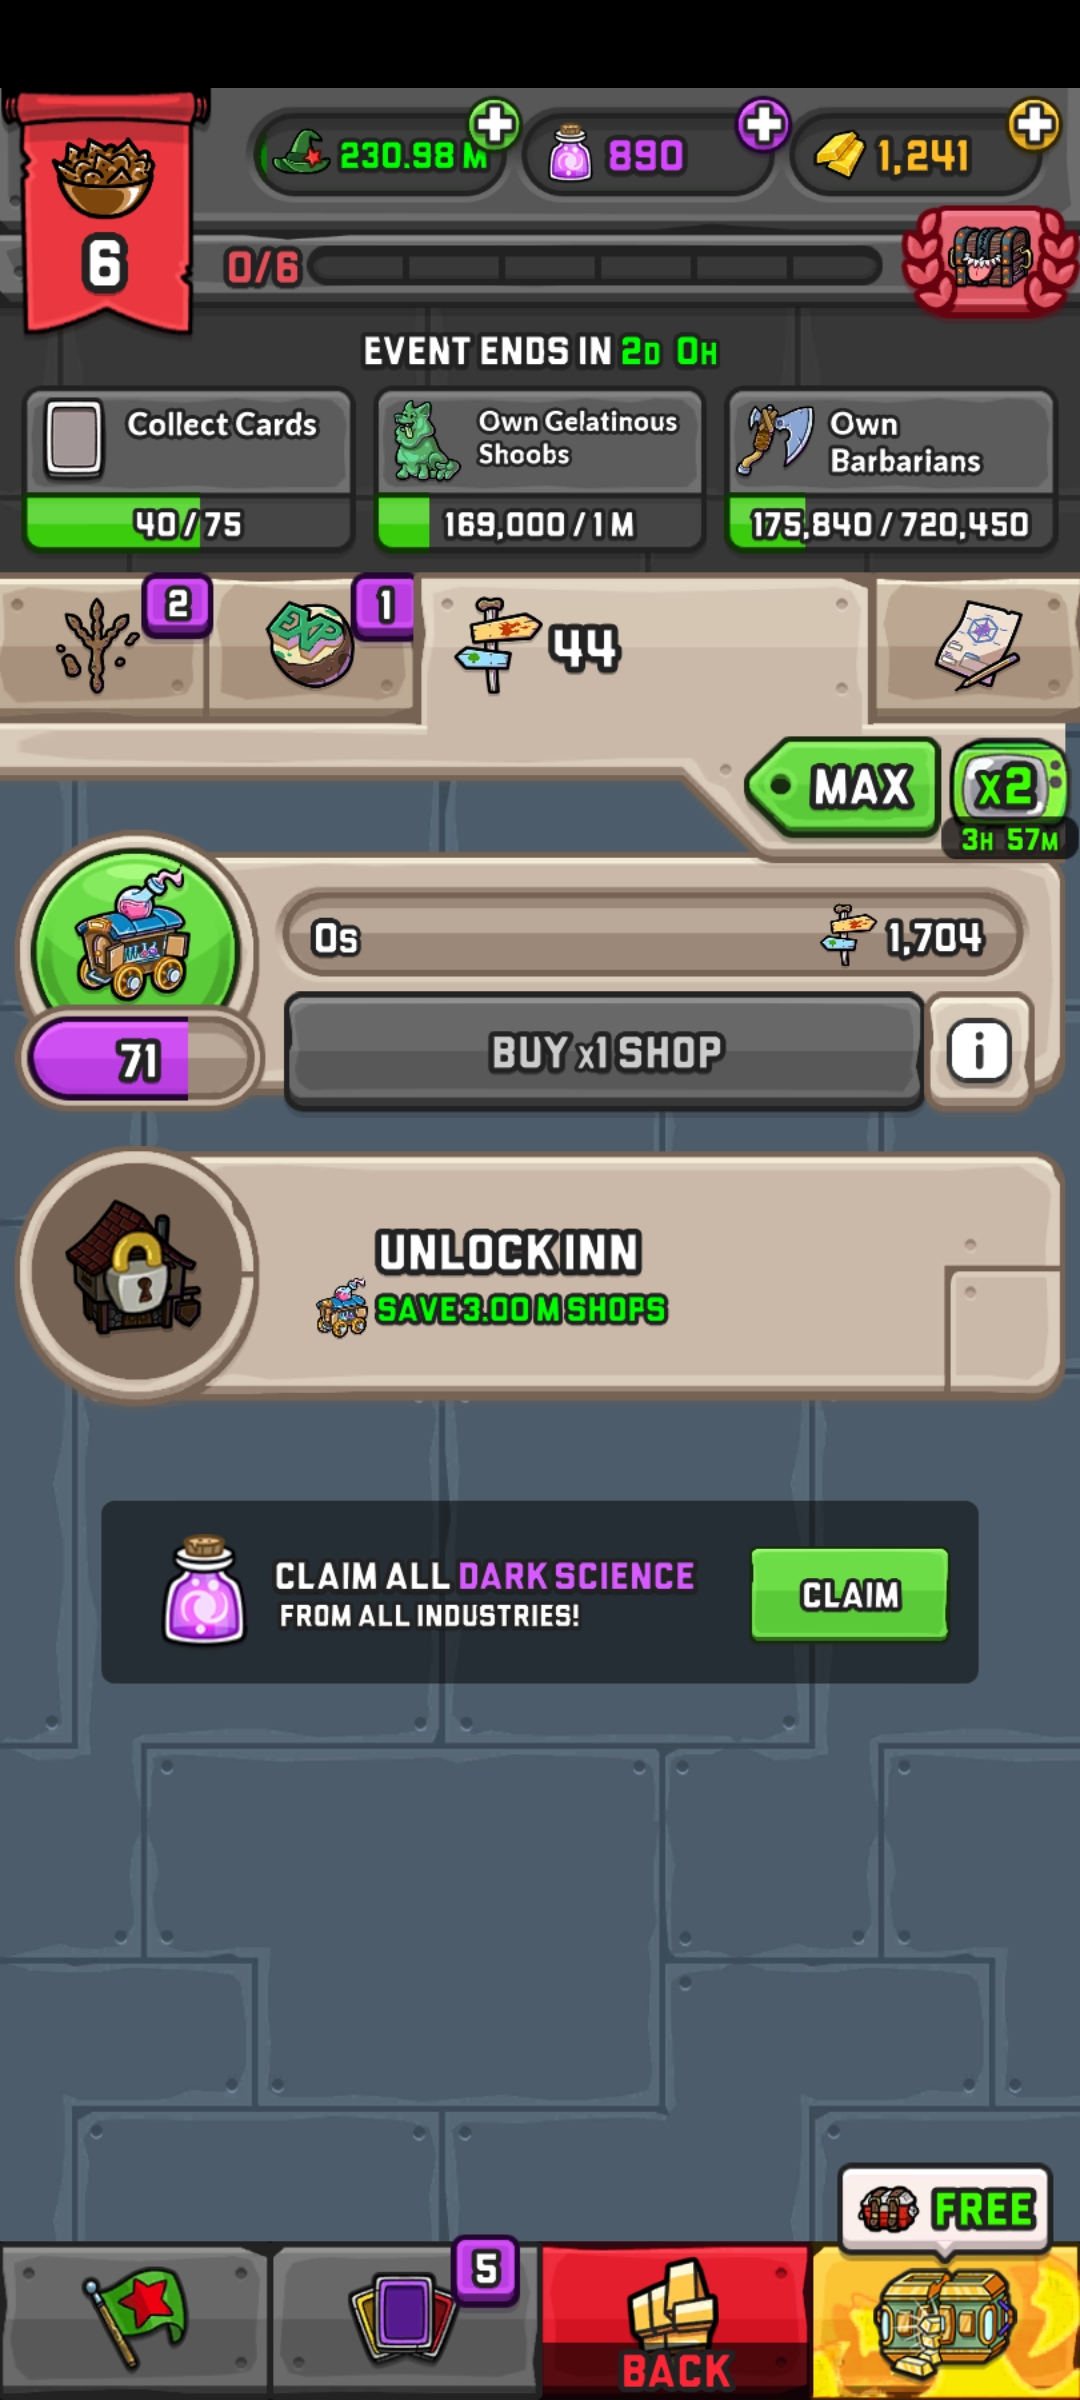 230.98 M
890
1,241
6
0/6
EVENT ENDS IN 2D 0H
Collect Cards
40/75
Own Gelatinous
Shoobs
169,000/1 M
Own
Barbarians
175,840/720,450
2
EXP
1
44
MAX
x2
3H 57M
0s
1,704
71
BUY x1 SHOP
i
UNLOCK INN
SAVE 3.00 M SHOPS
CLAIM ALL DARK SCIENCE
FROM ALL INDUSTRIES!
CLAIM
FREE
5
BACK